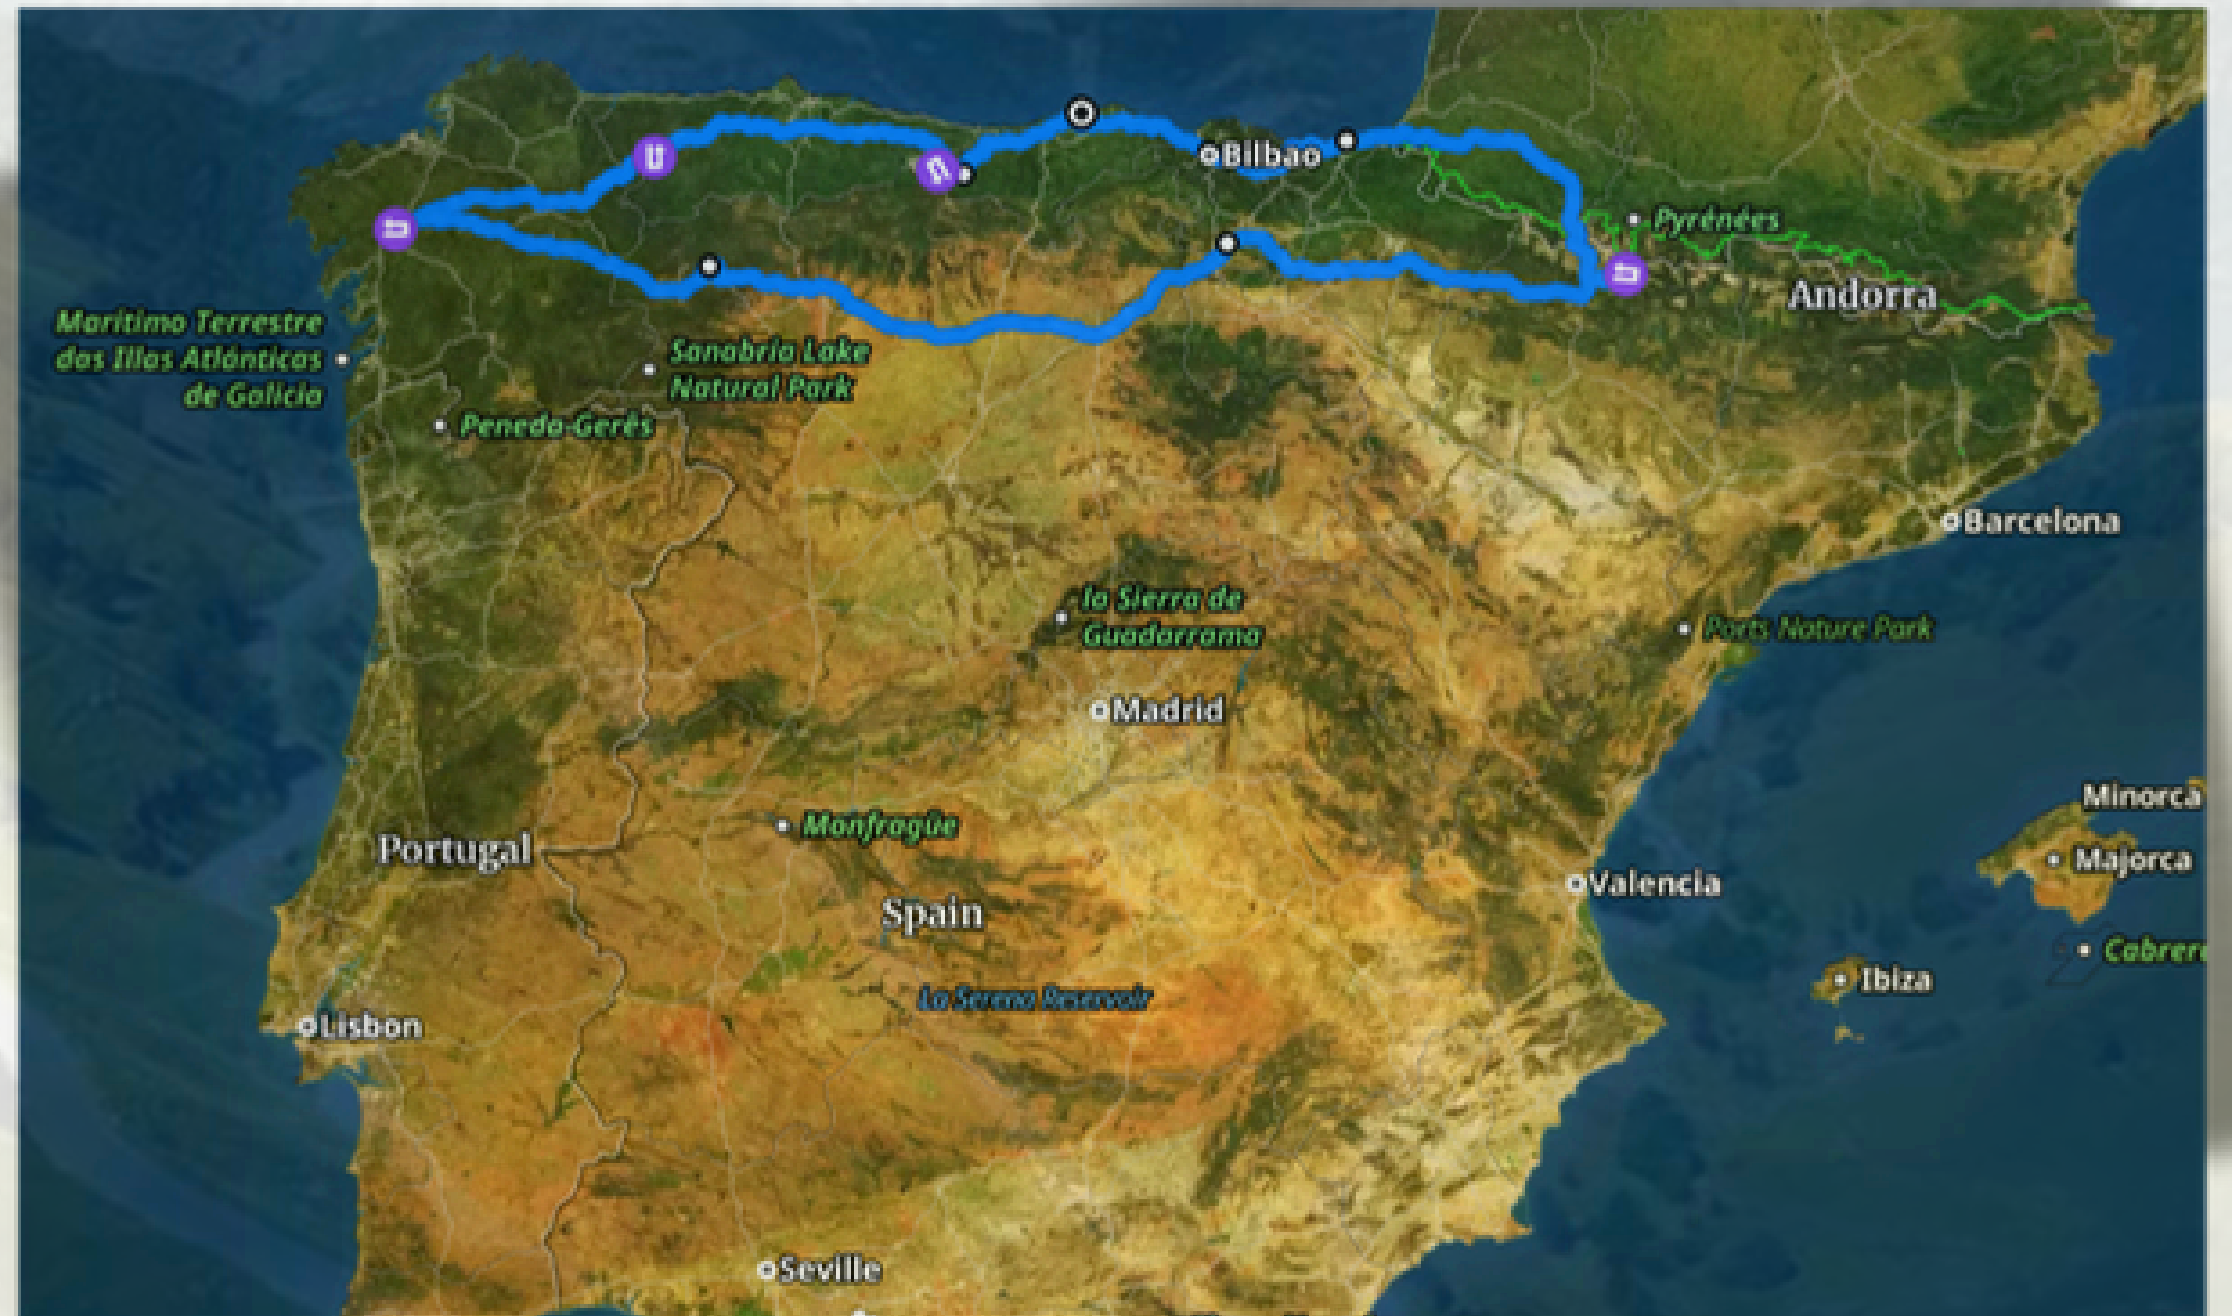 Bilbao
Pyrénées
Andorra
Marítimo Terrestre
das Illas Atlánticas
de Galicia
Sanabria Lake
Natural Park
Peneda-Gerês
Barcelona
la Sierra de
Guadarrama
Ports Nature Park
Madrid
Minorca
Monfragüe
Portugal
Majorca
Valencia
Spain
Cabrer
Ibiza
La Serena Reservoir
Lisbon
Seville